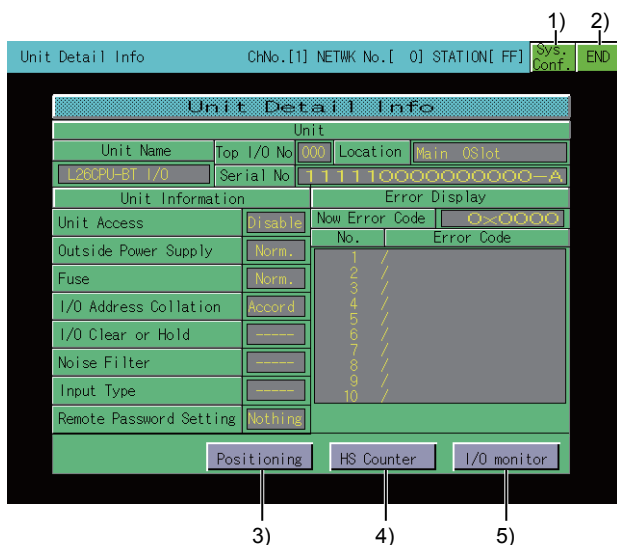 1) 2)
Unit Detail Info ChNo.[1] NETWK No.[ 0] STATION[ FF] Sys. Conf. END
Unit Detail Info
Unit
Unit Name Top I/O No 000 Location Main 0Slot
L26CPU-BT I/O Serial No 1111100000000000-A
Unit Information Error Display
Unit Access Disable Now Error Code 0x0000
No. Error Code
Outside Power Supply Norm.
Fuse Norm.
I/O Address Collation Accord
I/O Clear or Hold -----
Noise Filter -----
Input Type -----
Remote Password Setting Nothing
1 /
2 /
3 /
4 /
5 /
6 /
7 /
8 /
9 /
10 /
Positioning HS Counter I/O monitor
3) 4) 5)